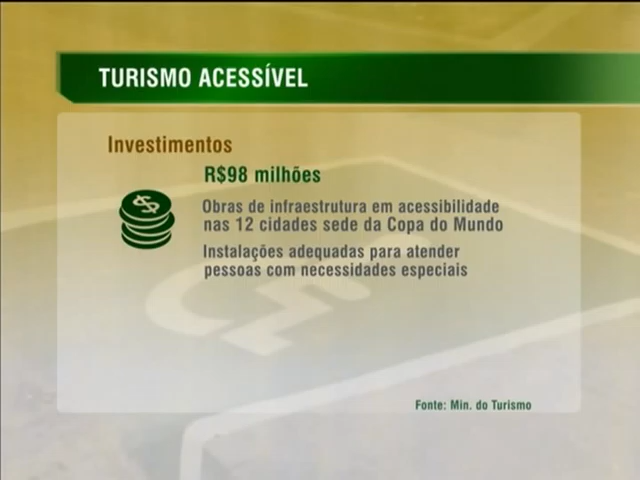 TURISMO ACESSÍVEL
Investimentos
R$98 milhões
Obras de infraestrutura em acessibilidade
nas 12 cidades sede da Copa do Mundo
Instalações adequadas para atender
pessoas com necessidades especiais
Fonte: Min. do Turismo